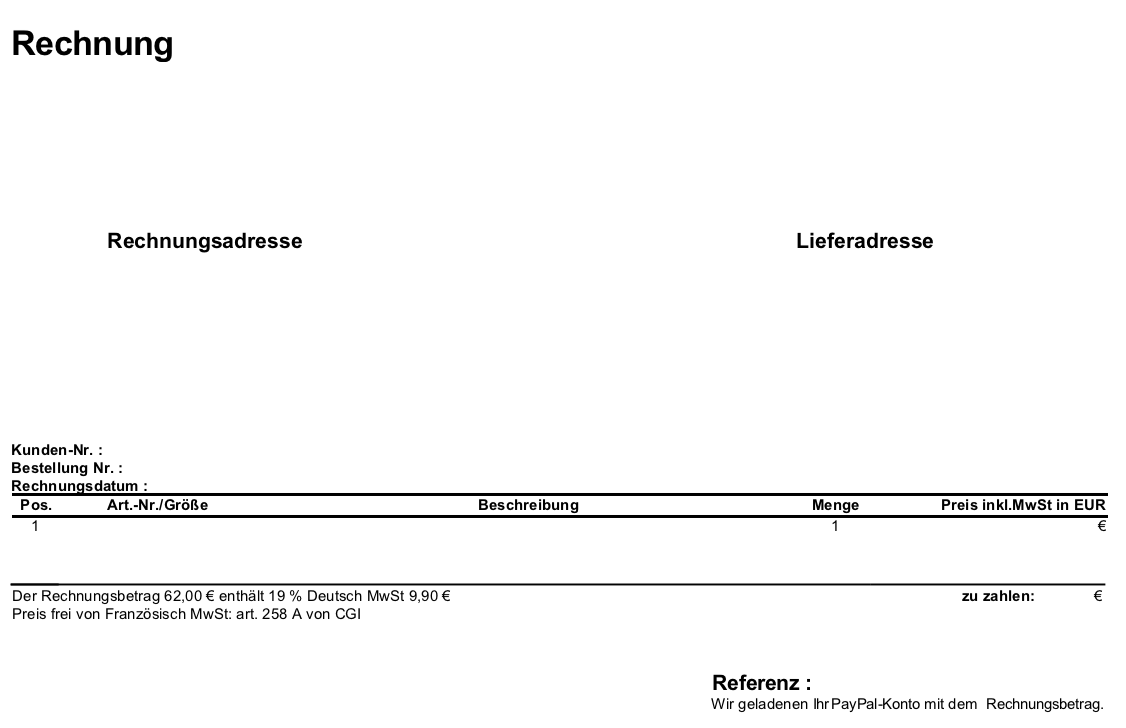 Rechnung
Rechnungsadresse Lieferadresse
Kunden-Nr. :
Bestellung Nr. :
Rechnungsdatum :
Pos. Art.-Nr./Größe Beschreibung Menge Preis inkl.MwSt in EUR
1 1 €
Der Rechnungsbetrag 62,00 € enthält 19 % Deutsch MwSt 9,90 € zu zahlen: €
Preis frei von Französisch MwSt: art. 258 A von CGI
Referenz :
Wir geladenen Ihr PayPal-Konto mit dem Rechnungsbetrag.